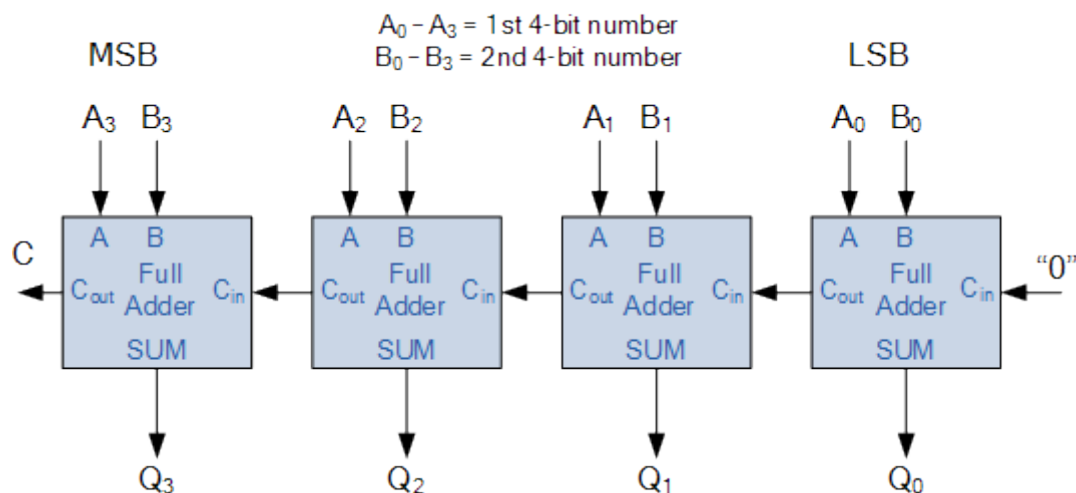 A₀ – A₃ = 1st 4-bit number
MSB B₀ – B₃ = 2nd 4-bit number LSB
A₃ B₃ A₂ B₂ A₁ B₁ A₀ B₀
A B A B A B A B
C Full Full Full Full “0”
Cout Adder Cin Cout Adder Cin Cout Adder Cin Cout Adder Cin
SUM SUM SUM SUM
Q₃ Q₂ Q₁ Q₀